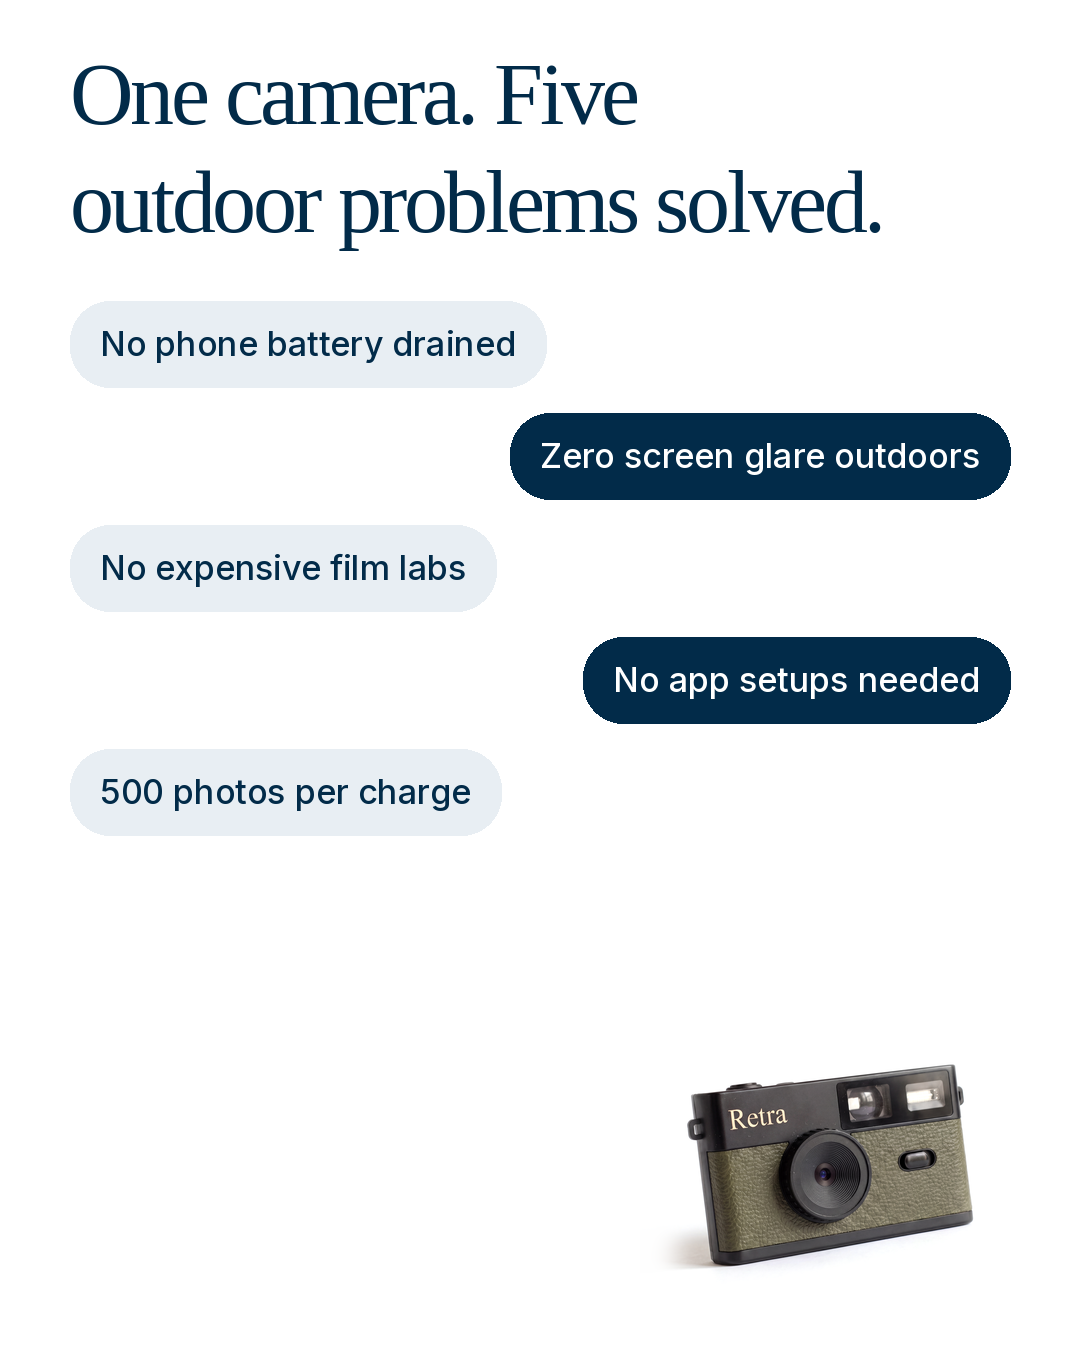 One camera. Five
outdoor problems solved.
No phone battery drained
Zero screen glare outdoors
No expensive film labs
No app setups needed
500 photos per charge
Retra